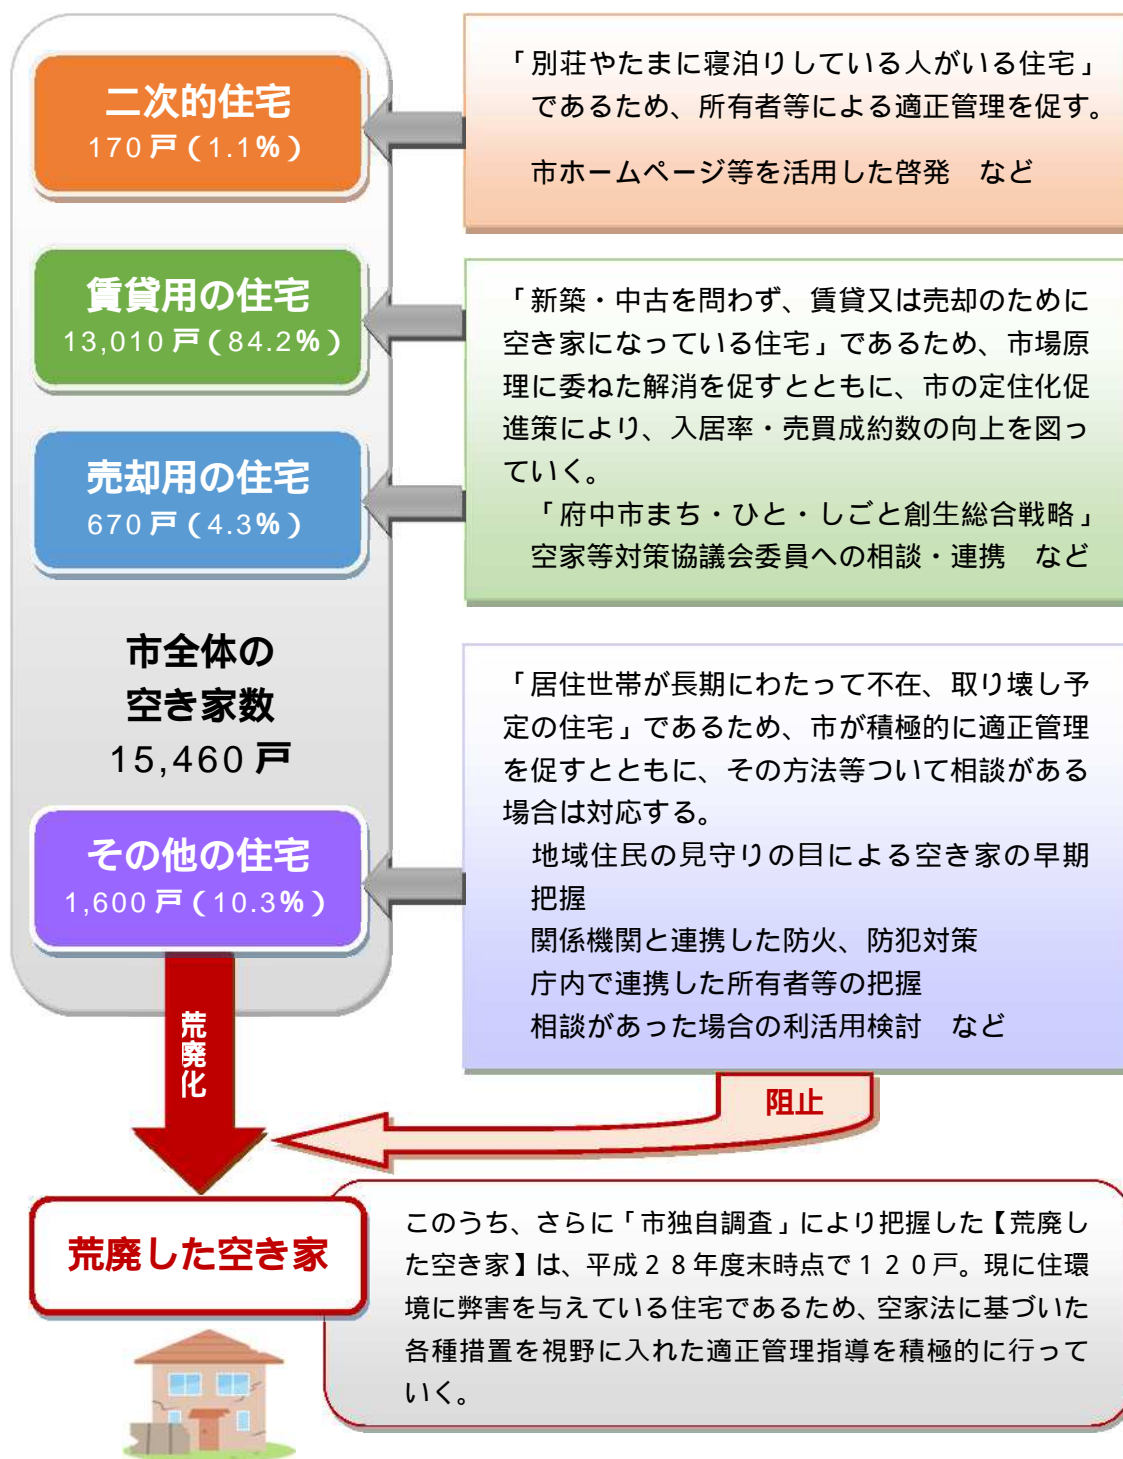 二次的住宅
170戸(1.1%)
「別荘やたまに寝泊りしている人がいる住宅」
であるため、所有者等による適正管理を促す。
市ホームページ等を活用した啓発　など
賃貸用の住宅
13,010戸(84.2%)
売却用の住宅
670戸(4.3%)
「新築・中古を問わず、賃貸又は売却のために
空き家になっている住宅」であるため、市場原
理に委ねた解消を促すとともに、市の定住化促
進策により、入居率・売買成約数の向上を図っ
ていく。
「府中市まち・ひと・しごと創生総合戦略」
空家等対策協議会委員への相談・連携　など
市全体の
空き家数
15,460戸
その他の住宅
1,600戸(10.3%)
「居住世帯が長期にわたって不在、取り壊し予
定の住宅」であるため、市が積極的に適正管理
を促すとともに、その方法等ついて相談がある
場合は対応する。
地域住民の見守りの目による空き家の早期
把握
関係機関と連携した防火、防犯対策
庁内で連携した所有者等の把握
相談があった場合の利活用検討　など
荒廃化
阻止
荒廃した空き家
このうち、さらに「市独自調査」により把握した【荒廃し
た空き家】は、平成２８年度末時点で１２０戸。現に住環
境に弊害を与えている住宅であるため、空家法に基づいた
各種措置を視野に入れた適正管理指導を積極的に行って
いく。